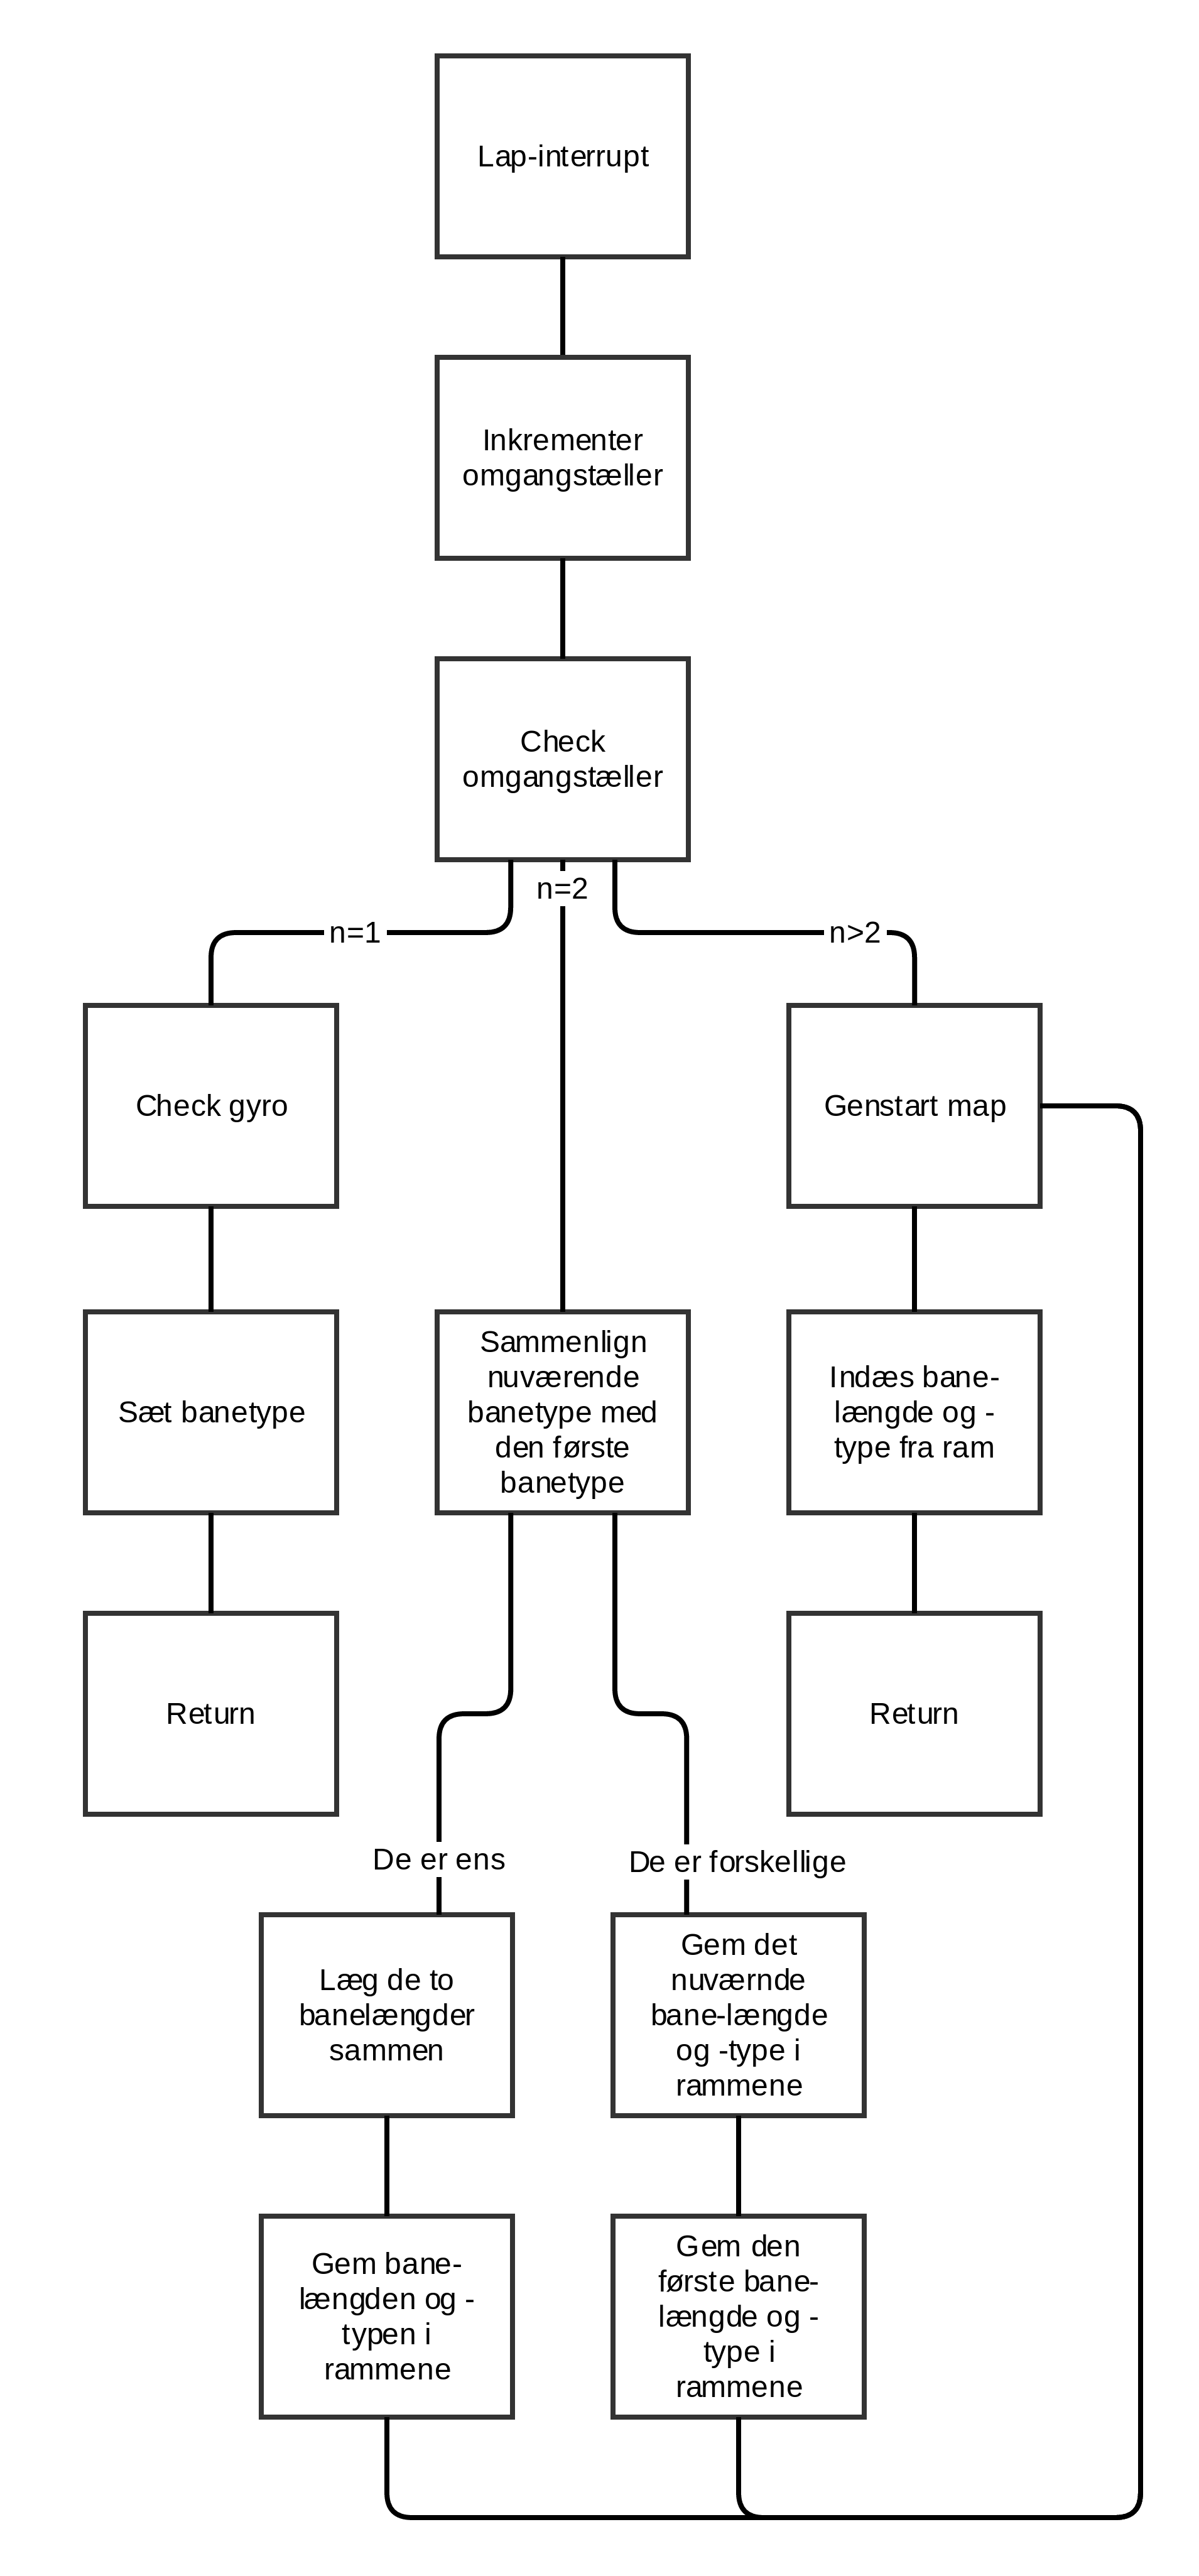 Lap-interrupt
Inkrementer
omgangstæller
Check
omgangstæller
n=2
n=1
n>2
Check gyro
Genstart map
Sæt banetype
Sammenlign
nuværende
banetype med
den første
banetype
Indæs bane-
længde og -
type fra ram
Return
Return
De er ens
De er forskellige
Læg de to
banelængder
sammen
Gem det
nuværnde
bane-længde
og -type i
rammene
Gem bane-
længden og -
typen i
rammene
Gem den
første bane-
længde og -
type i
rammene